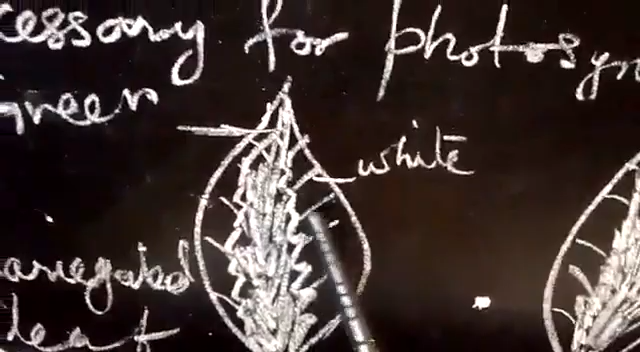 cessary for photosyn
green
white
variegated
leaf